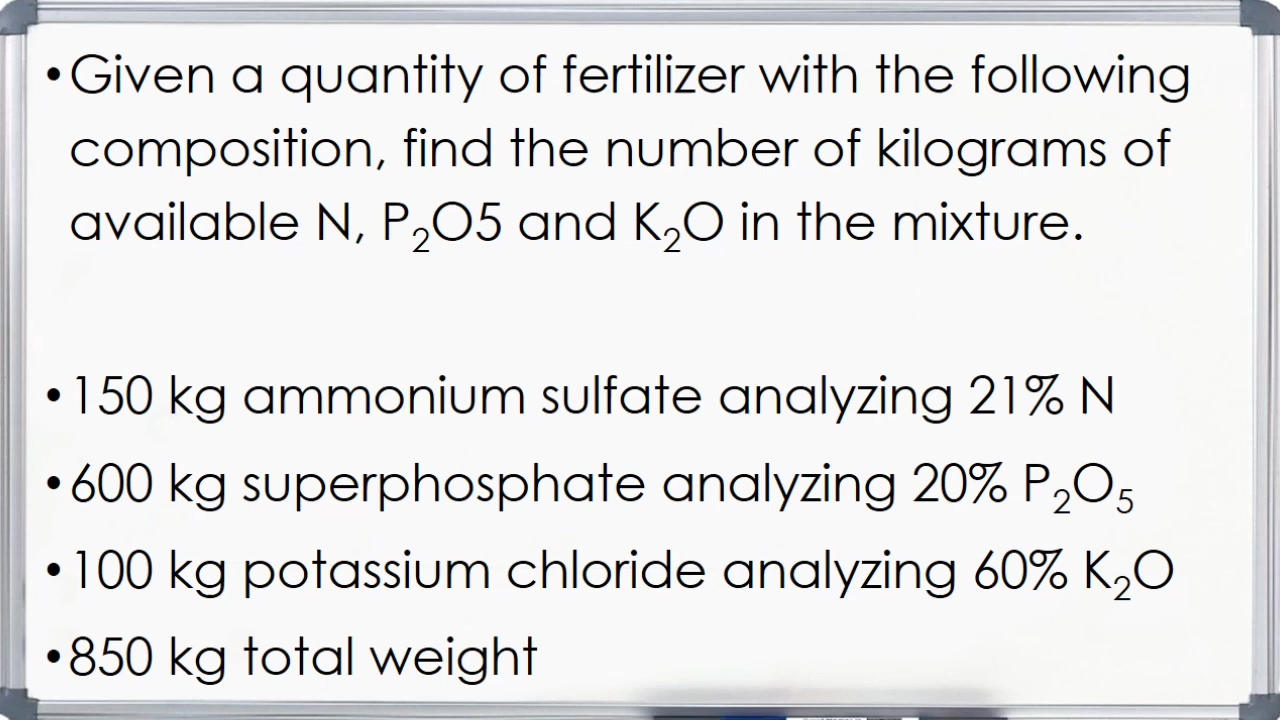 •Given a quantity of fertilizer with the following
composition, find the number of kilograms of
available N, P₂O5 and K₂O in the mixture.
•150 kg ammonium sulfate analyzing 21% N
•600 kg superphosphate analyzing 20% P₂O₅
•100 kg potassium chloride analyzing 60% K₂O
•850 kg total weight